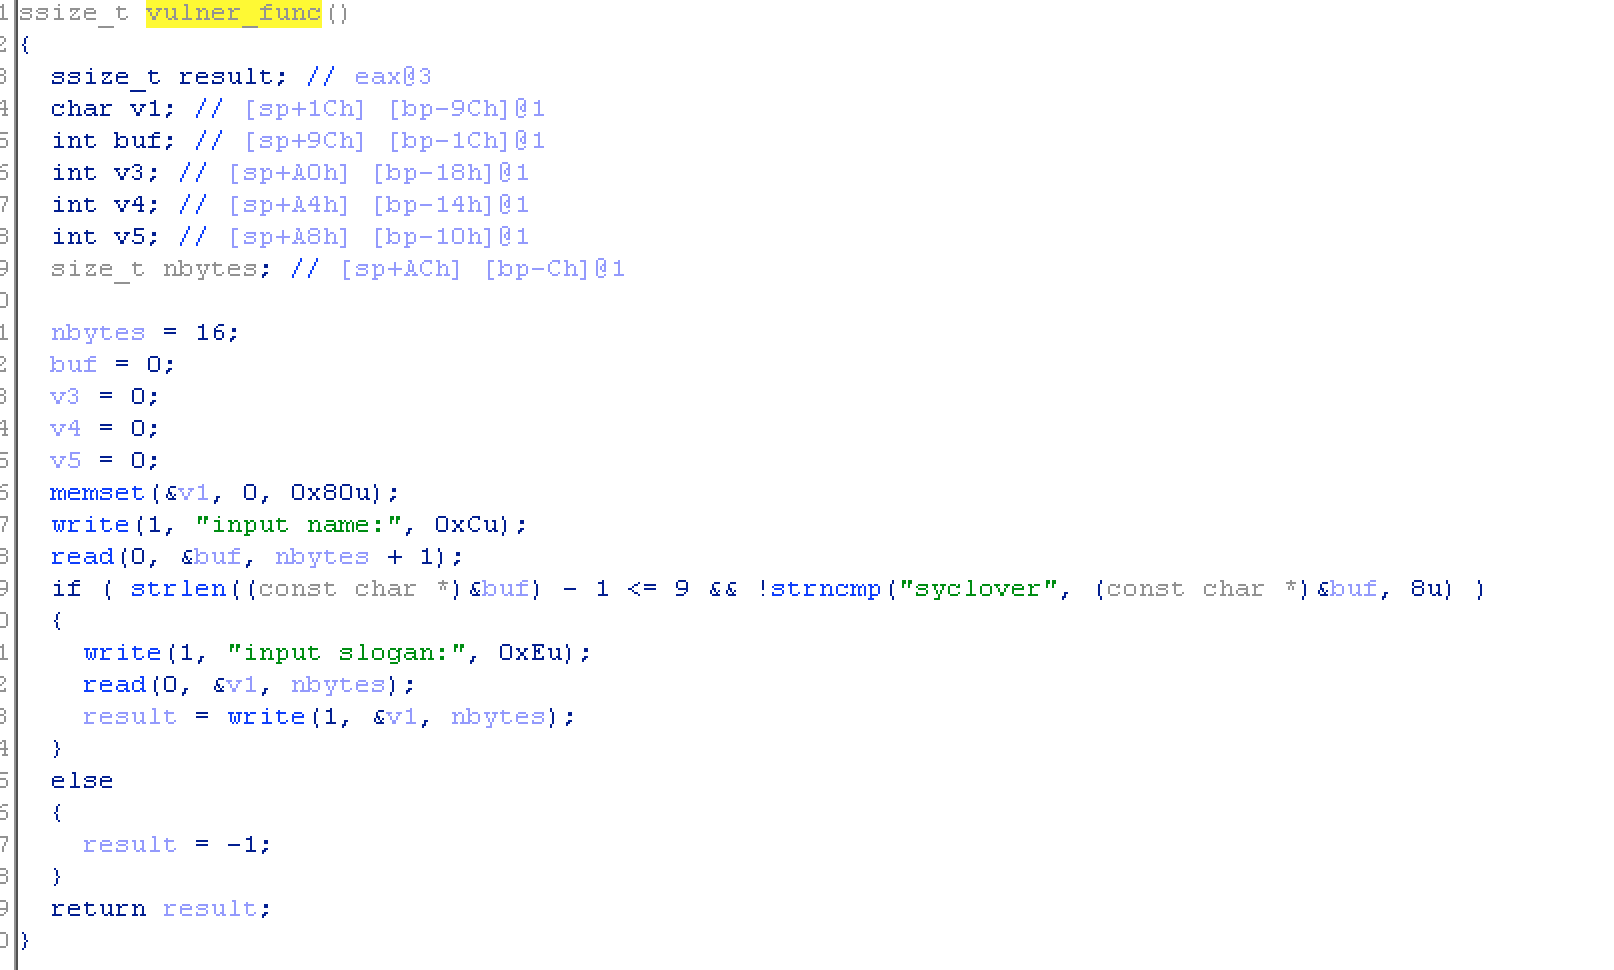 1 ssize_t vulner_func()
2 {
3 ssize_t result; // eax@3
4 char v1; // [sp+1Ch] [bp-9Ch]@1
5 int buf; // [sp+9Ch] [bp-1Ch]@1
6 int v3; // [sp+A0h] [bp-18h]@1
7 int v4; // [sp+A4h] [bp-14h]@1
8 int v5; // [sp+A8h] [bp-10h]@1
9 size_t nbytes; // [sp+ACh] [bp-Ch]@1
0
1 nbytes = 16;
2 buf = 0;
3 v3 = 0;
4 v4 = 0;
5 v5 = 0;
6 memset(&v1, 0, 0x80u);
7 write(1, "input name:", 0xCu);
8 read(0, &buf, nbytes + 1);
9 if ( strlen((const char *)&buf) - 1 <= 9 && !strncmp("syclover", (const char *)&buf, 8u) )
0 {
1 write(1, "input slogan:", 0xEu);
2 read(0, &v1, nbytes);
3 result = write(1, &v1, nbytes);
4 }
5 else
6 {
7 result = -1;
8 }
9 return result;
0 }